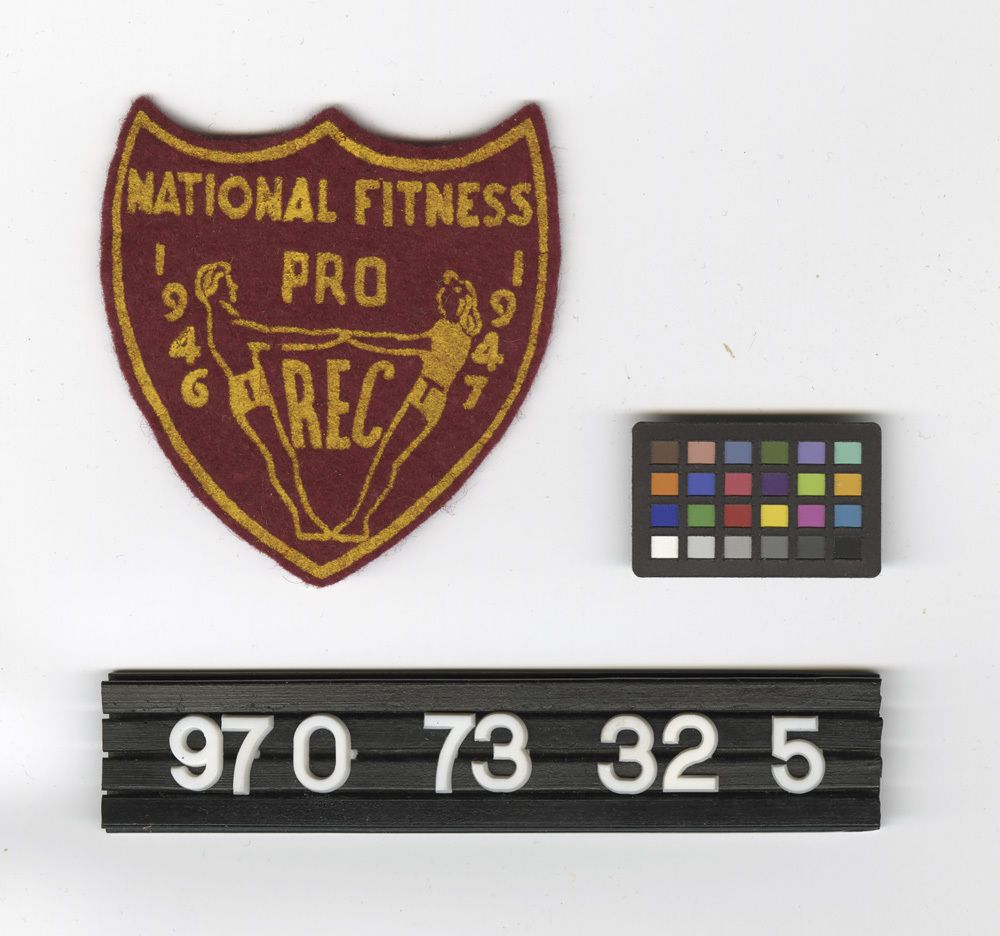 NATIONAL FITNESS
PRO
1946
1947
REC
970 73 32 5